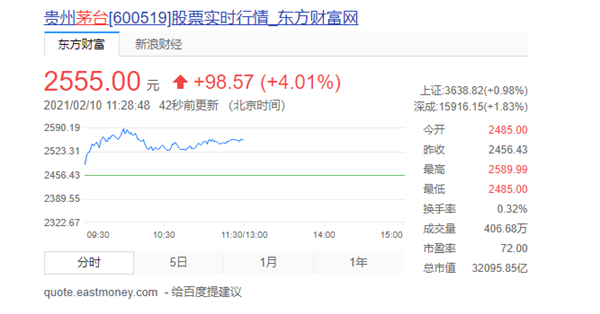 贵州茅台[600519]股票实时行情_东方财富网
东方财富 新浪财经
2555.00 元 +98.57 (+4.01%)
2021/02/10 11:28:48 42秒前更新 （北京时间）
2590.19
2523.31
2456.43
2389.55
2322.67
09:30 10:30 11:30/13:00 14:00 15:00
分时 5日 1月 1年
上证:3638.82(+0.98%)
深成:15916.15(+1.83%)
今开 2485.00
昨收 2456.43
最高 2589.99
最低 2485.00
换手率 0.32%
成交量 406.68万
市盈率 72.00
总市值 32095.85亿
quote.eastmoney.com - 给百度提建议